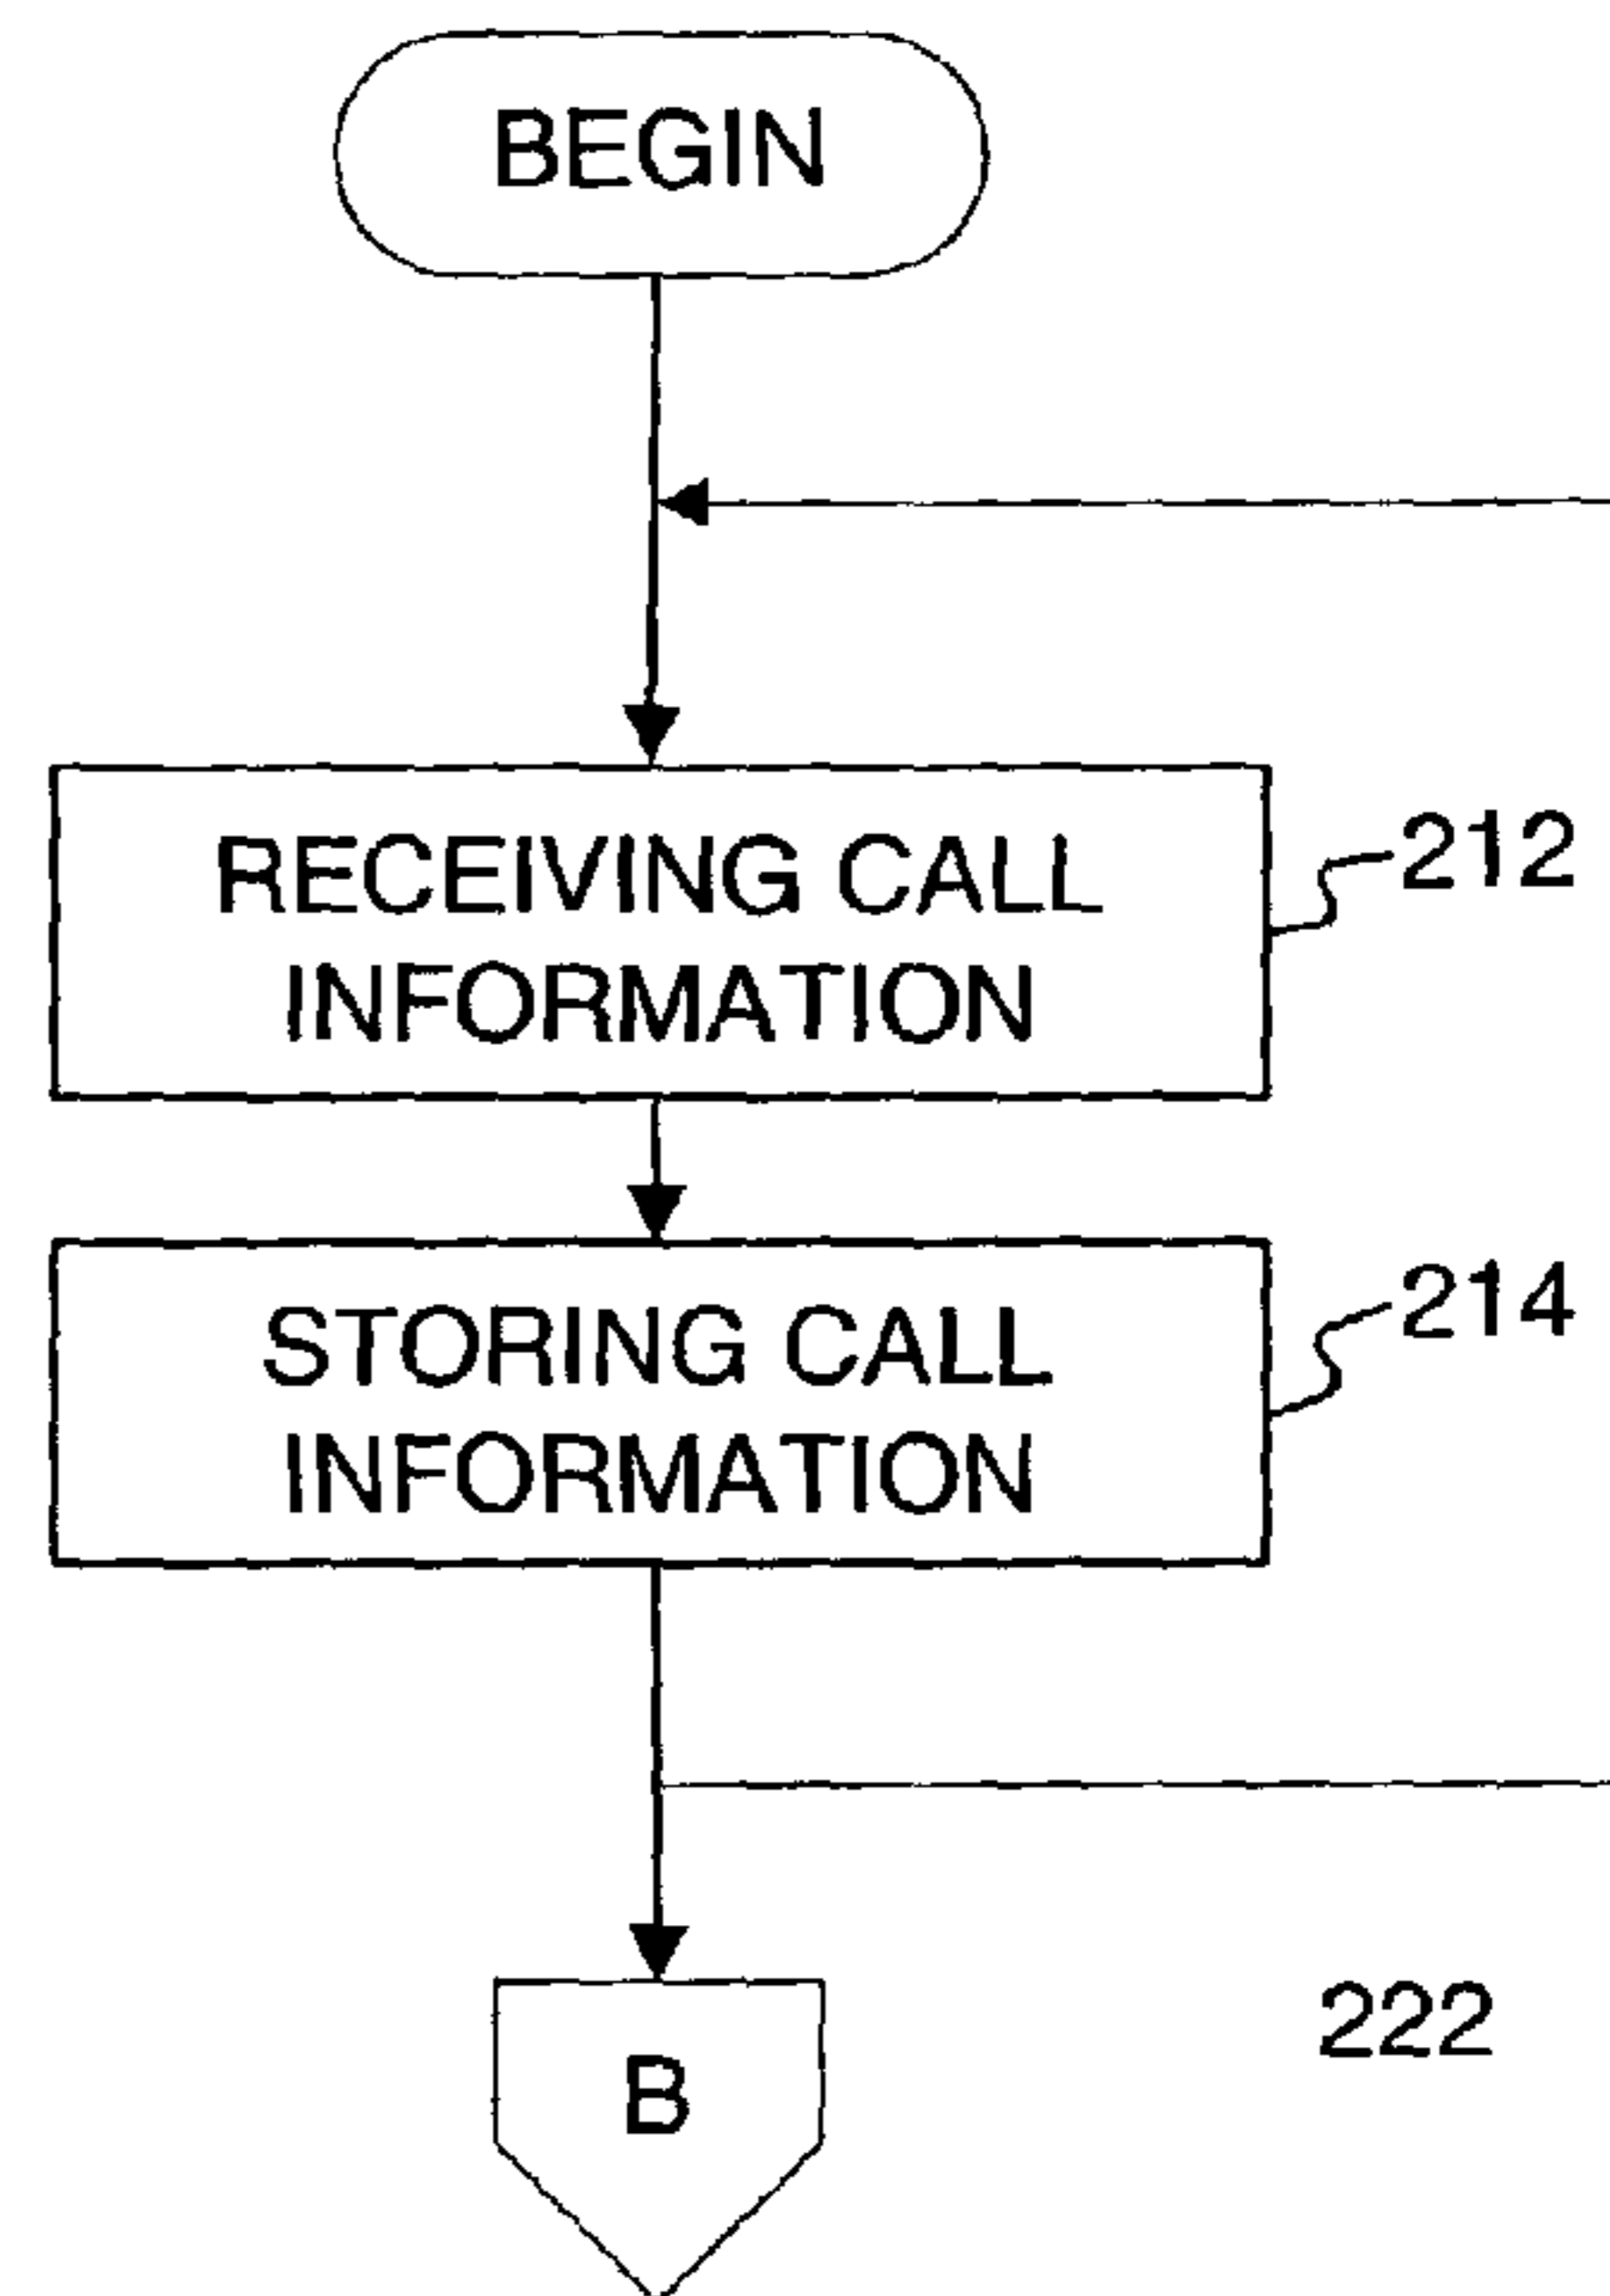 BEGIN
RECEIVING CALL
INFORMATION
212
STORING CALL
INFORMATION
214
222
B